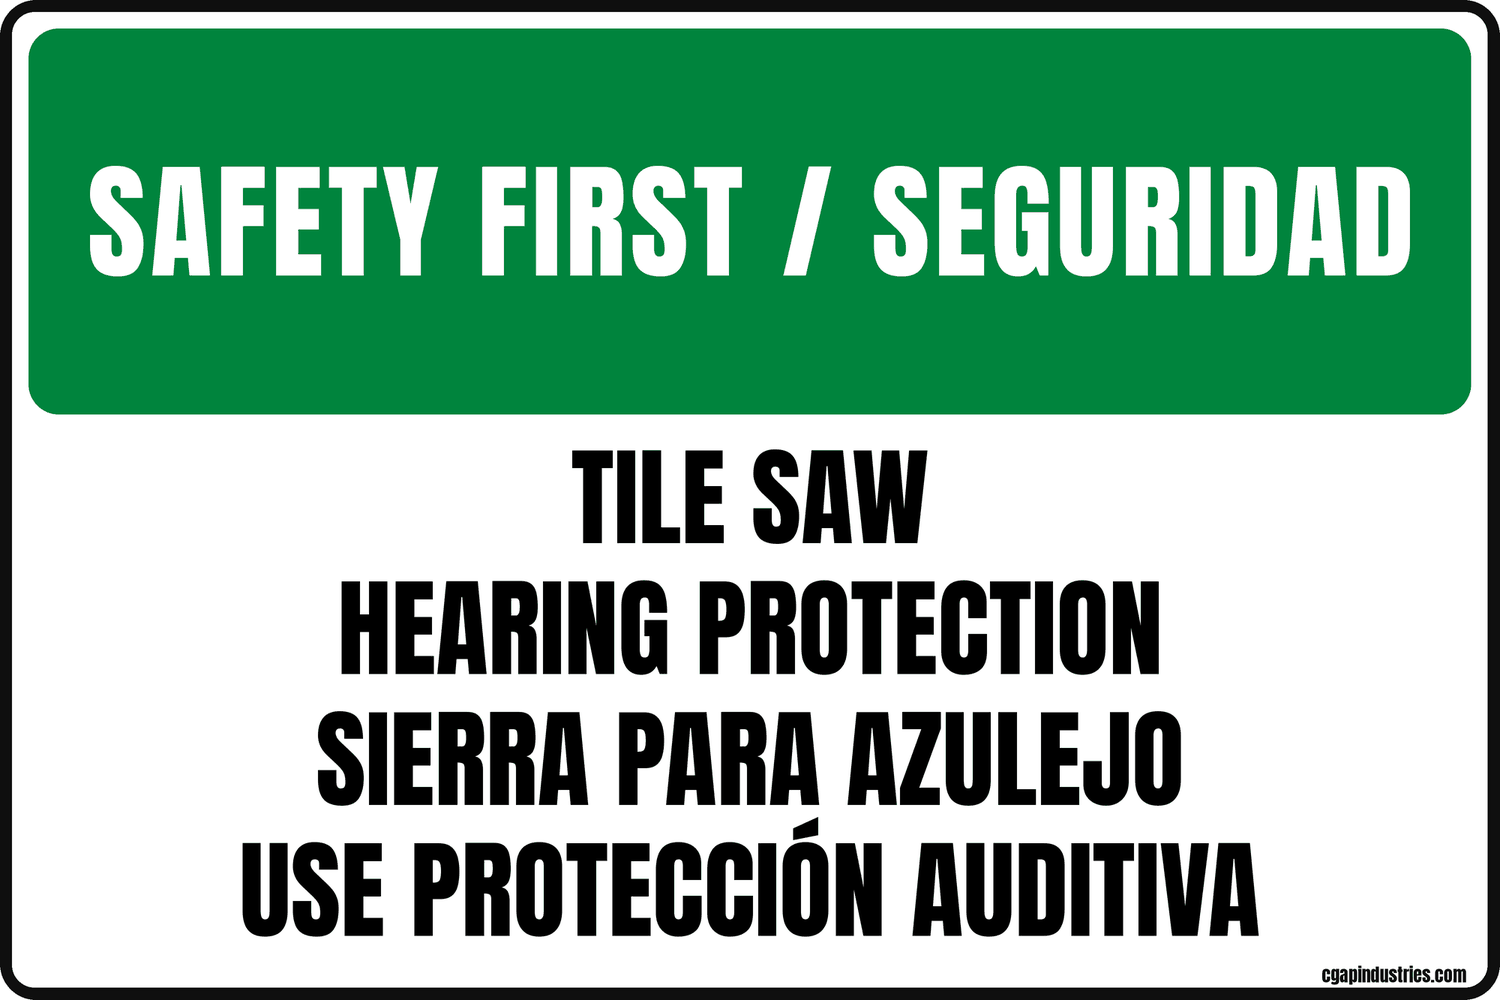 SAFETY FIRST / SEGURIDAD
TILE SAW
HEARING PROTECTION
SIERRA PARA AZULEJO
USE PROTECCIÓN AUDITIVA
cgapindustries.com